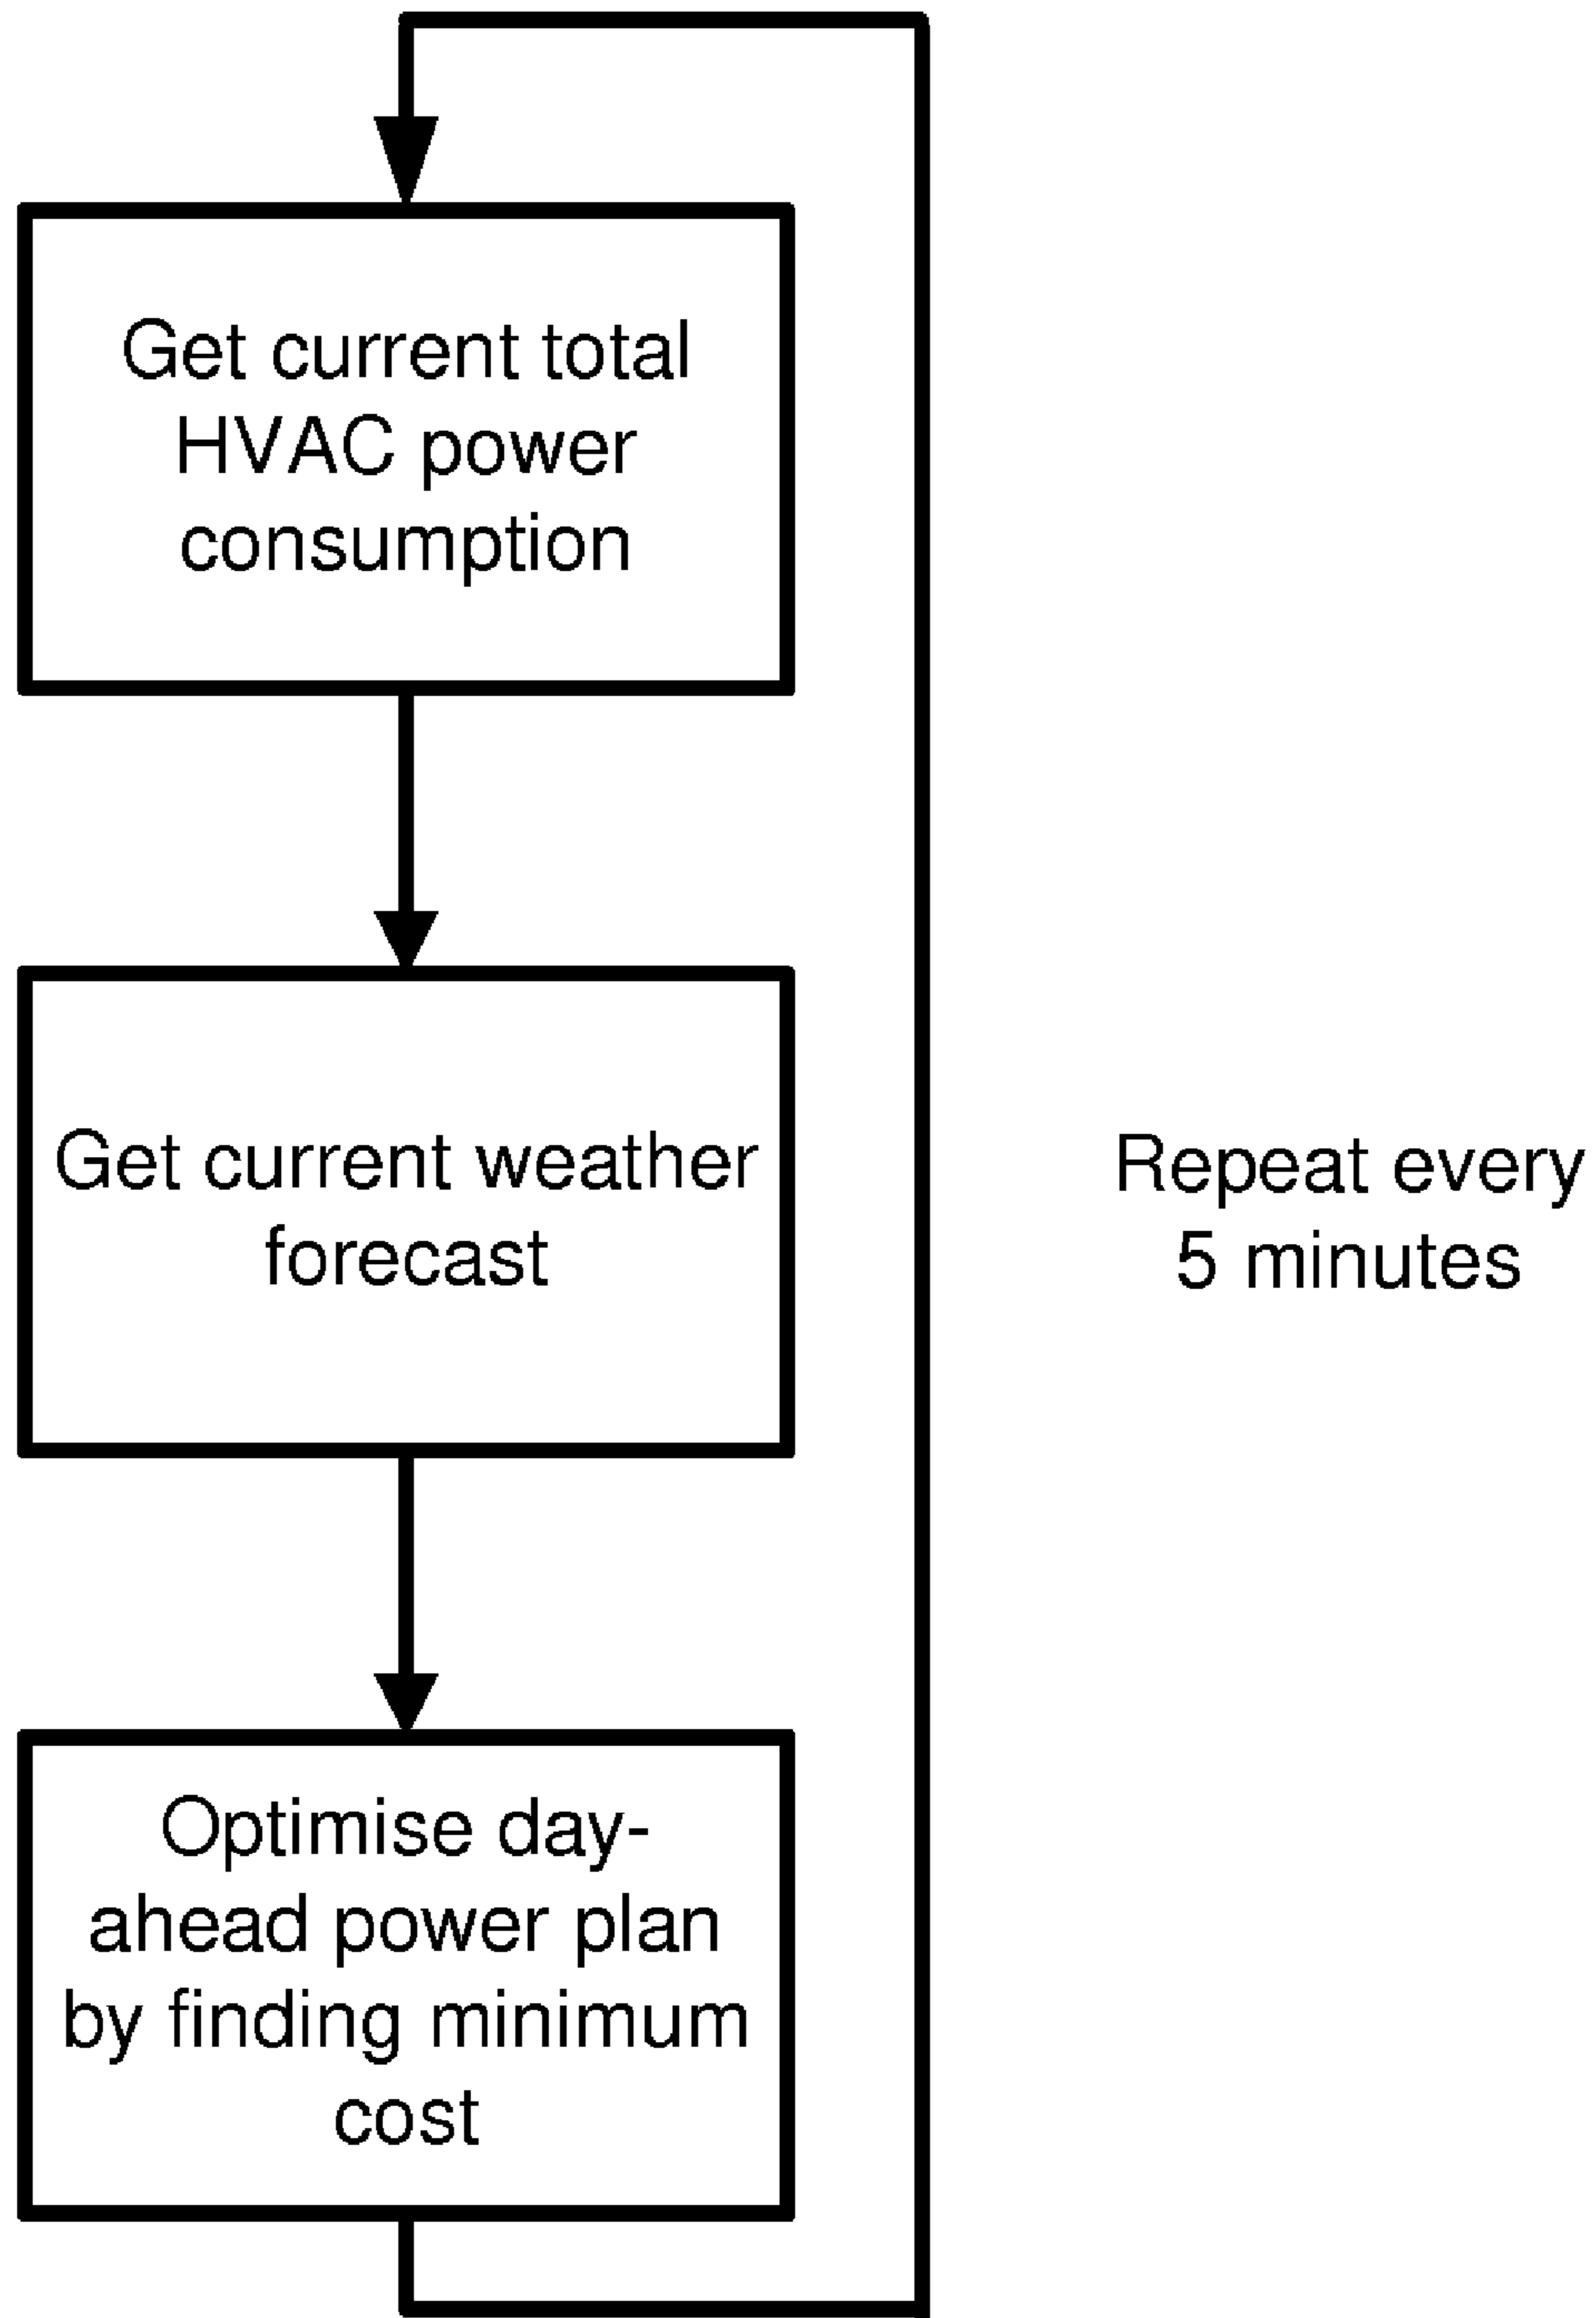 Get current total
HVAC power
consumption
Get current weather
forecast
Repeat every
5 minutes
Optimise day-
ahead power plan
by finding minimum
cost